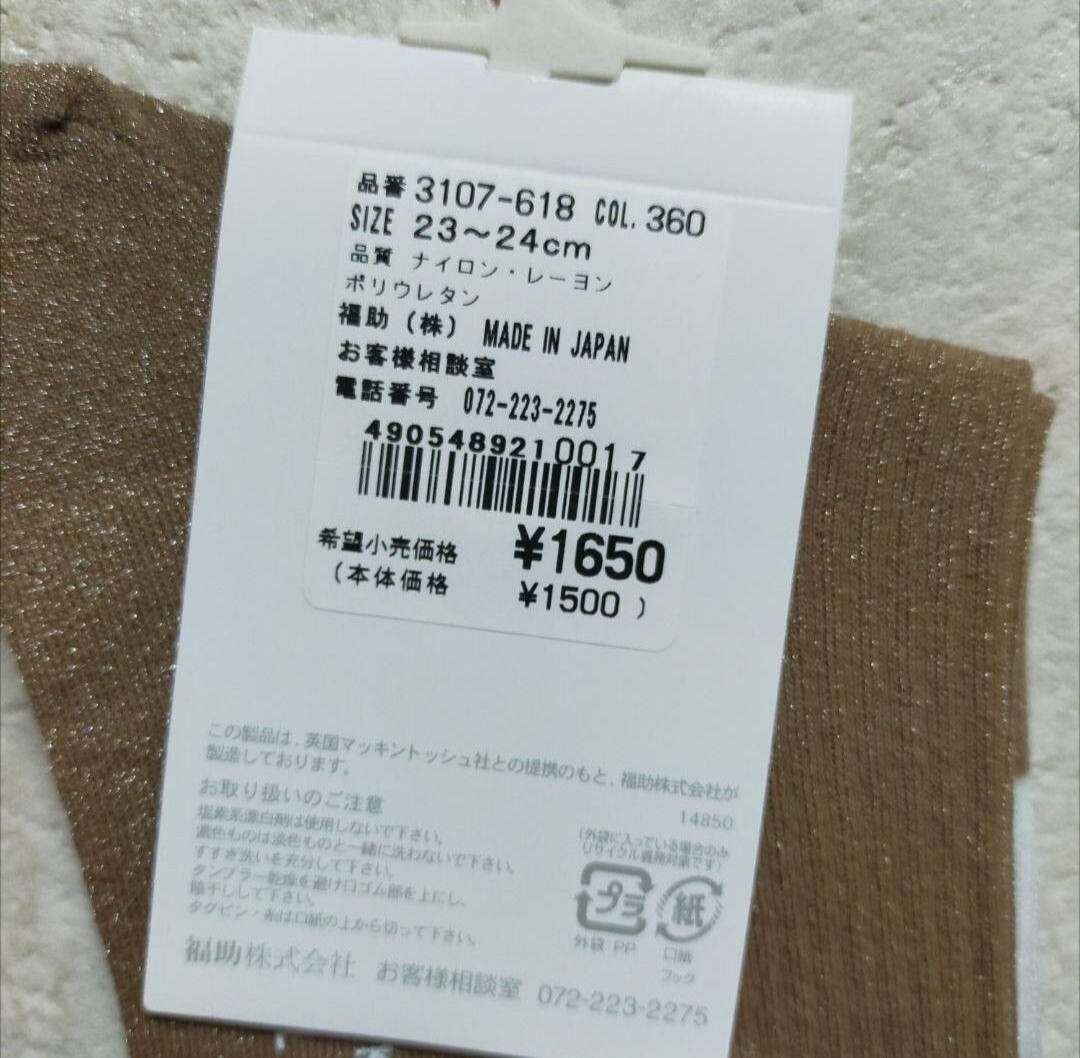 品番 3107-618 COL. 360
SIZE 23～24cm
品質 ナイロン・レーヨン
ポリウレタン
福助（株） MADE IN JAPAN
お客様相談室
電話番号 072-223-2275
4905489210017
希望小売価格 ¥1650
（本体価格 ¥1500）
この製品は、英国マッキントッシュ社との提携のもと、福助株式会社が
製造しております。
14850
お取り扱いのご注意
塩素系漂白剤は使用しないで下さい。
濃色ものは淡色ものと一緒に洗わないで下さい。
すすぎ洗いを充分して下さい。
タンブラー乾燥を避け口ゴム部を上にし、
陰干しして下さい。
タグピン・糸は口紙の上から切って下さい。
（外袋に入っている場合のみ
リサイクル義務対象です）
プラ 紙
外袋：PP 口紙
フック
福助株式会社 お客様相談室 072-223-2275